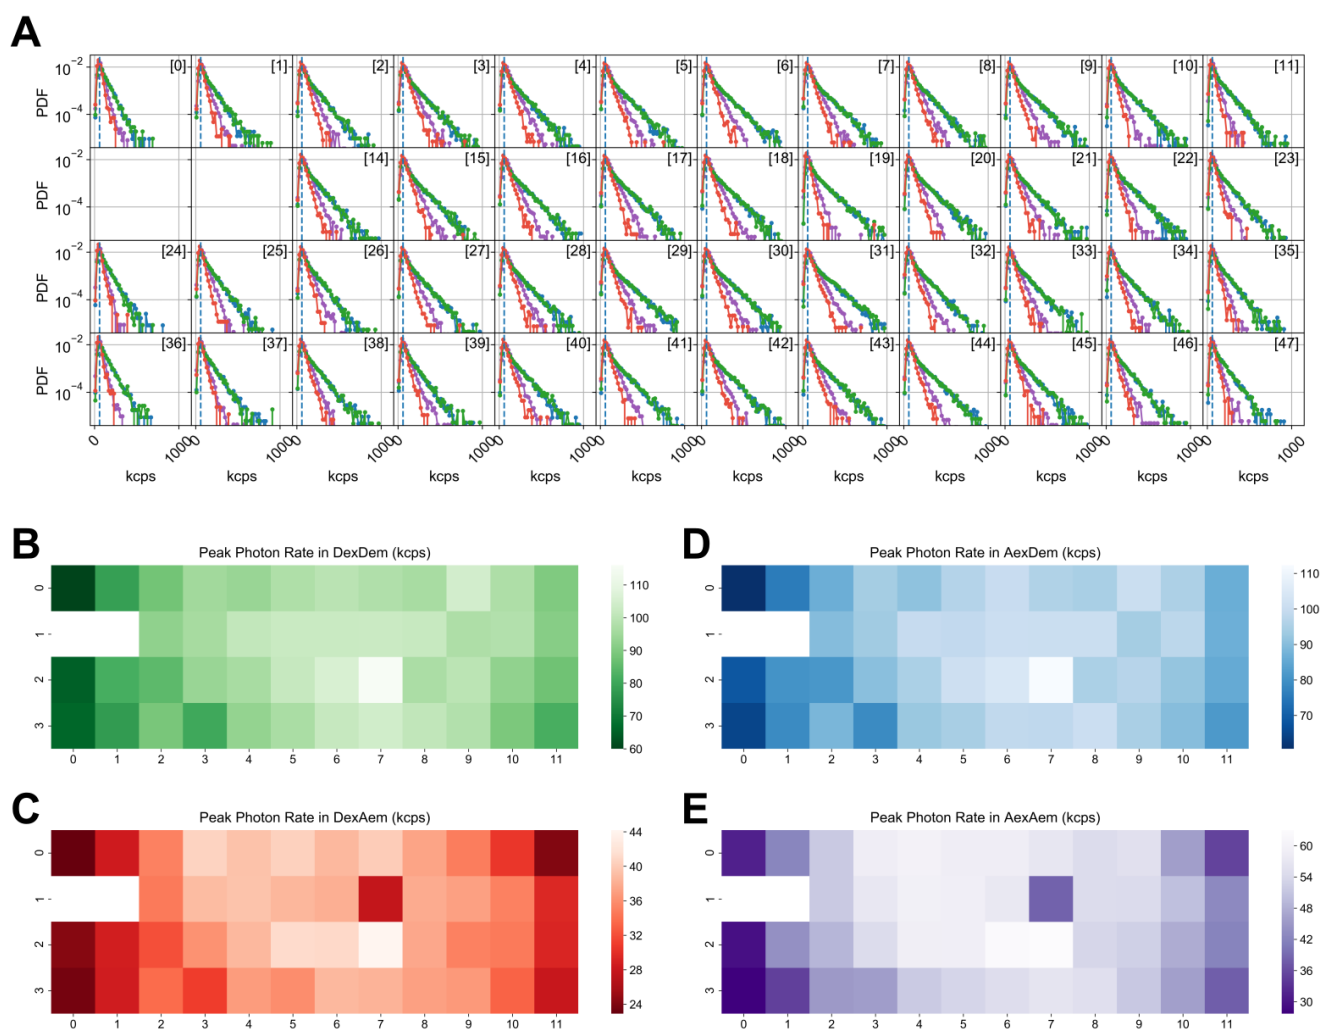 A
PDF 10⁻² 10⁻⁴ [0] [1] [2] [3] [4] [5] [6] [7] [8] [9] [10] [11]
PDF 10⁻² 10⁻⁴ [14] [15] [16] [17] [18] [19] [20] [21] [22] [23]
PDF 10⁻² 10⁻⁴ [24] [25] [26] [27] [28] [29] [30] [31] [32] [33] [34] [35]
PDF 10⁻² 10⁻⁴ [36] [37] [38] [39] [40] [41] [42] [43] [44] [45] [46] [47]
0 1000 0 1000 0 1000 0 1000 0 1000 0 1000 0 1000 0 1000 0 1000 0 1000 0 1000 0 1000
kcps kcps kcps kcps kcps kcps kcps kcps kcps kcps kcps kcps
B
Peak Photon Rate in DexDem (kcps)
0
1
2
3
0 1 2 3 4 5 6 7 8 9 10 11
110
100
90
80
70
60
D
Peak Photon Rate in AexDem (kcps)
0
1
2
3
0 1 2 3 4 5 6 7 8 9 10 11
110
100
90
80
70
C
Peak Photon Rate in DexAem (kcps)
0
1
2
3
0 1 2 3 4 5 6 7 8 9 10 11
44
40
36
32
28
24
E
Peak Photon Rate in AexAem (kcps)
0
1
2
3
0 1 2 3 4 5 6 7 8 9 10 11
60
54
48
42
36
30